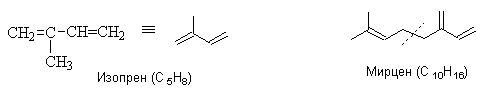 CH₂=C-CH=CH₂ ≡
CH₃
Изопрен (C₅H₈)
Мирцен (C₁₀H₁₆)